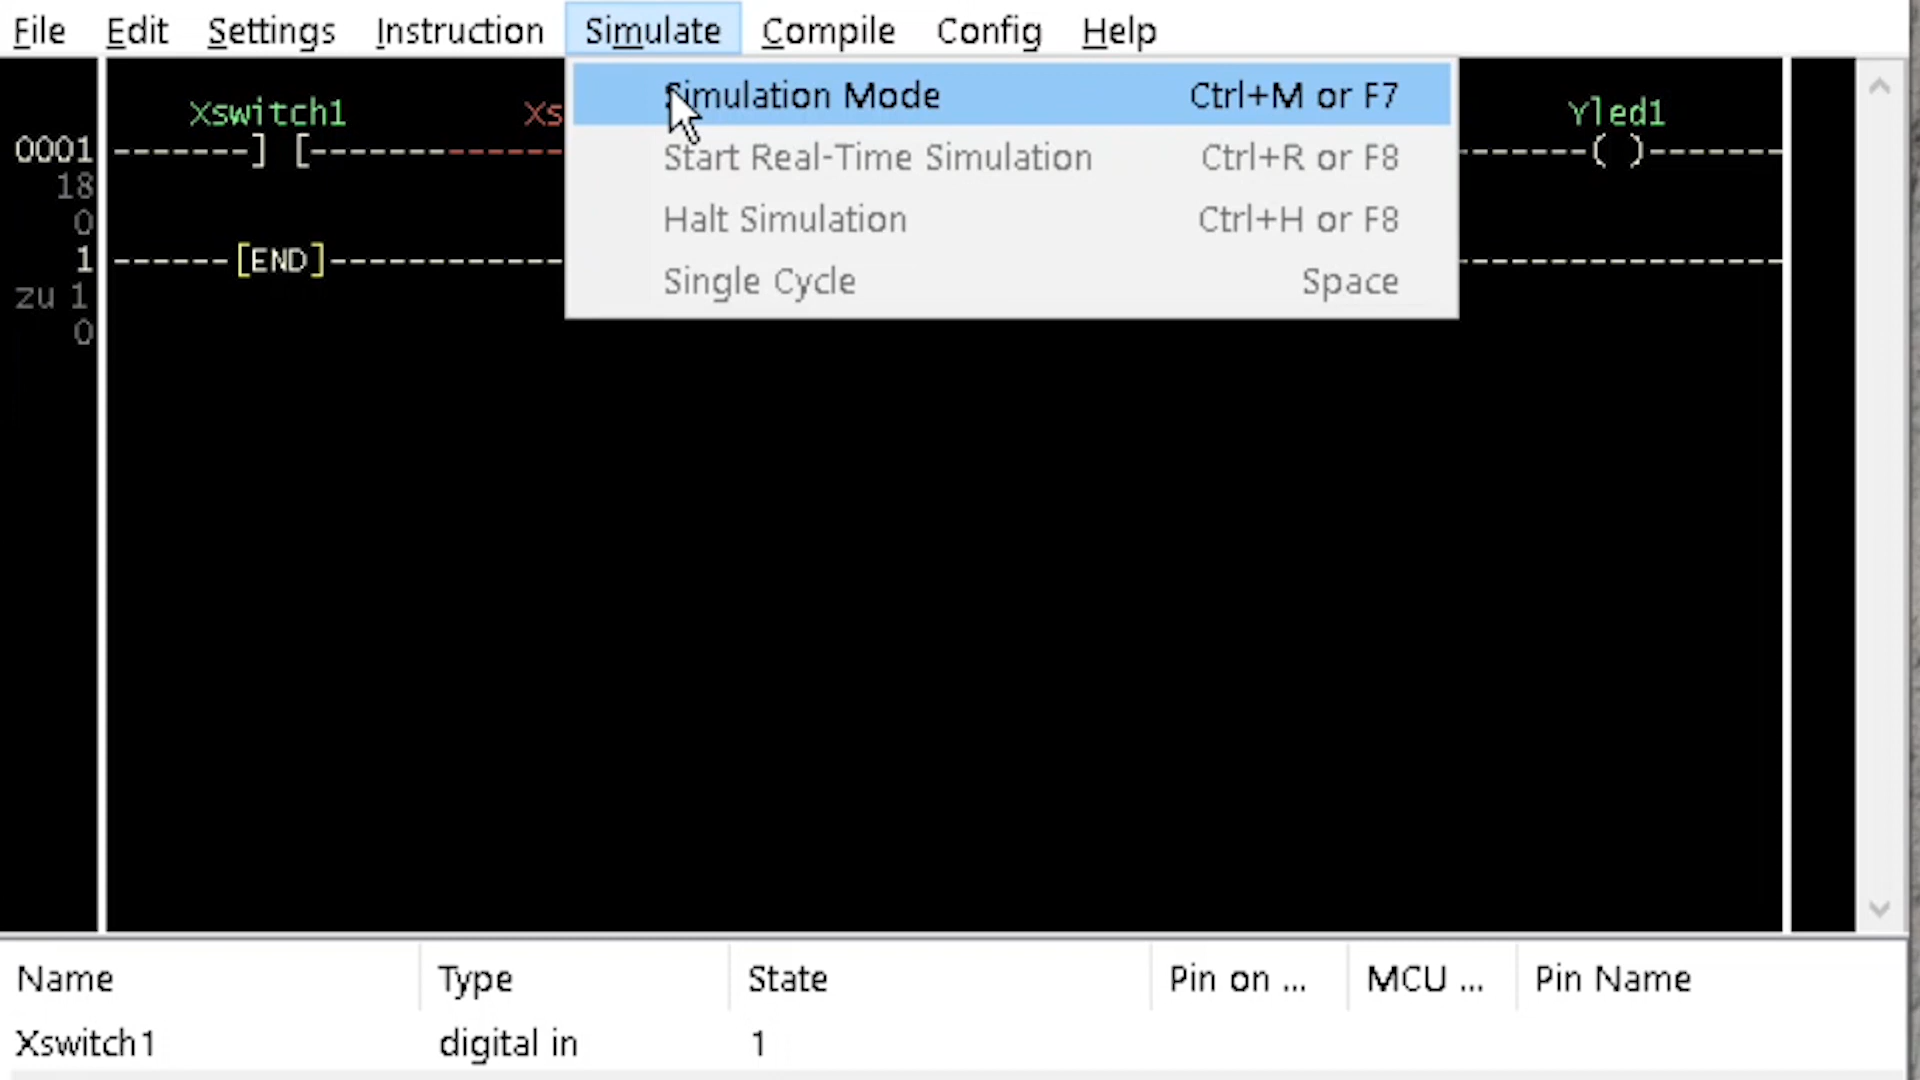 File Edit Settings Instruction Simulate Compile Config Help
Simulation Mode Ctrl+M or F7
Start Real-Time Simulation Ctrl+R or F8
Halt Simulation Ctrl+H or F8
Single Cycle Space
Xswitch1 Xs Yled1
0001 ] [ ( )
18
0
1 [END]
zu 1
0
Name Type State Pin on ... MCU ... Pin Name
Xswitch1 digital in 1